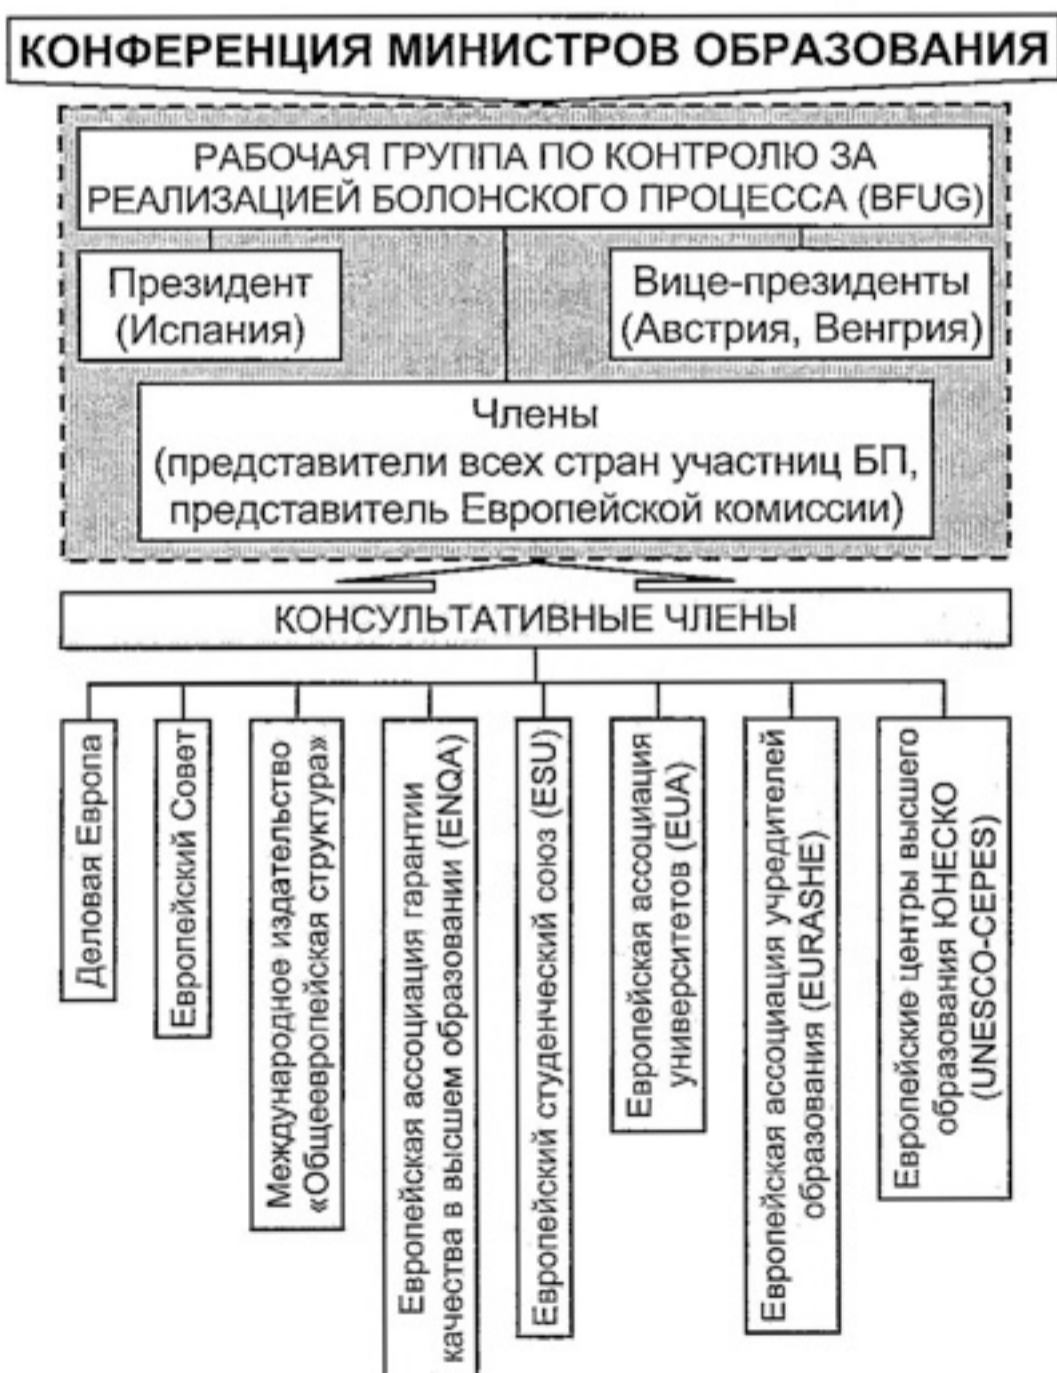 КОНФЕРЕНЦИЯ МИНИСТРОВ ОБРАЗОВАНИЯ
РАБОЧАЯ ГРУППА ПО КОНТРОЛЮ ЗА
РЕАЛИЗАЦИЕЙ БОЛОНСКОГО ПРОЦЕССА (BFUG)
Президент
(Испания)
Вице-президенты
(Австрия, Венгрия)
Члены
(представители всех стран участниц БП,
представитель Европейской комиссии)
КОНСУЛЬТАТИВНЫЕ ЧЛЕНЫ
Деловая Европа
Европейский Совет
Международное издательство
«Общеевропейская структура»
Европейская ассоциация гарантии
качества в высшем образовании (ENQA)
Европейский студенческий союз (ESU)
Европейская ассоциация
университетов (EUA)
Европейская ассоциация учредителей
образования (EURASHE)
Европейские центры высшего
образования ЮНЕСКО
(UNESCO-CEPES)